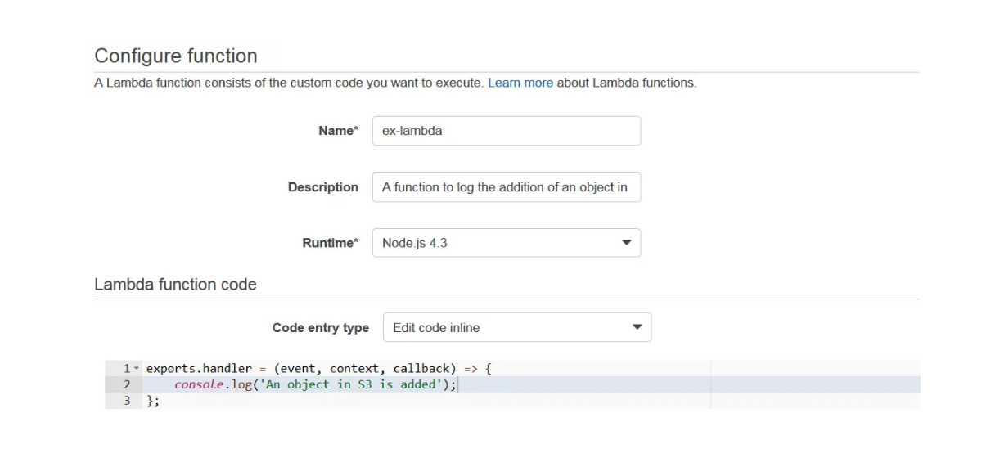 Configure function
A Lambda function consists of the custom code you want to execute. Learn more about Lambda functions.
Name* ex-lambda
Description A function to log the addition of an object in
Runtime* Node.js 4.3
Lambda function code
Code entry type Edit code inline
1 exports.handler = (event, context, callback) => {
2 console.log('An object in S3 is added');
3 };